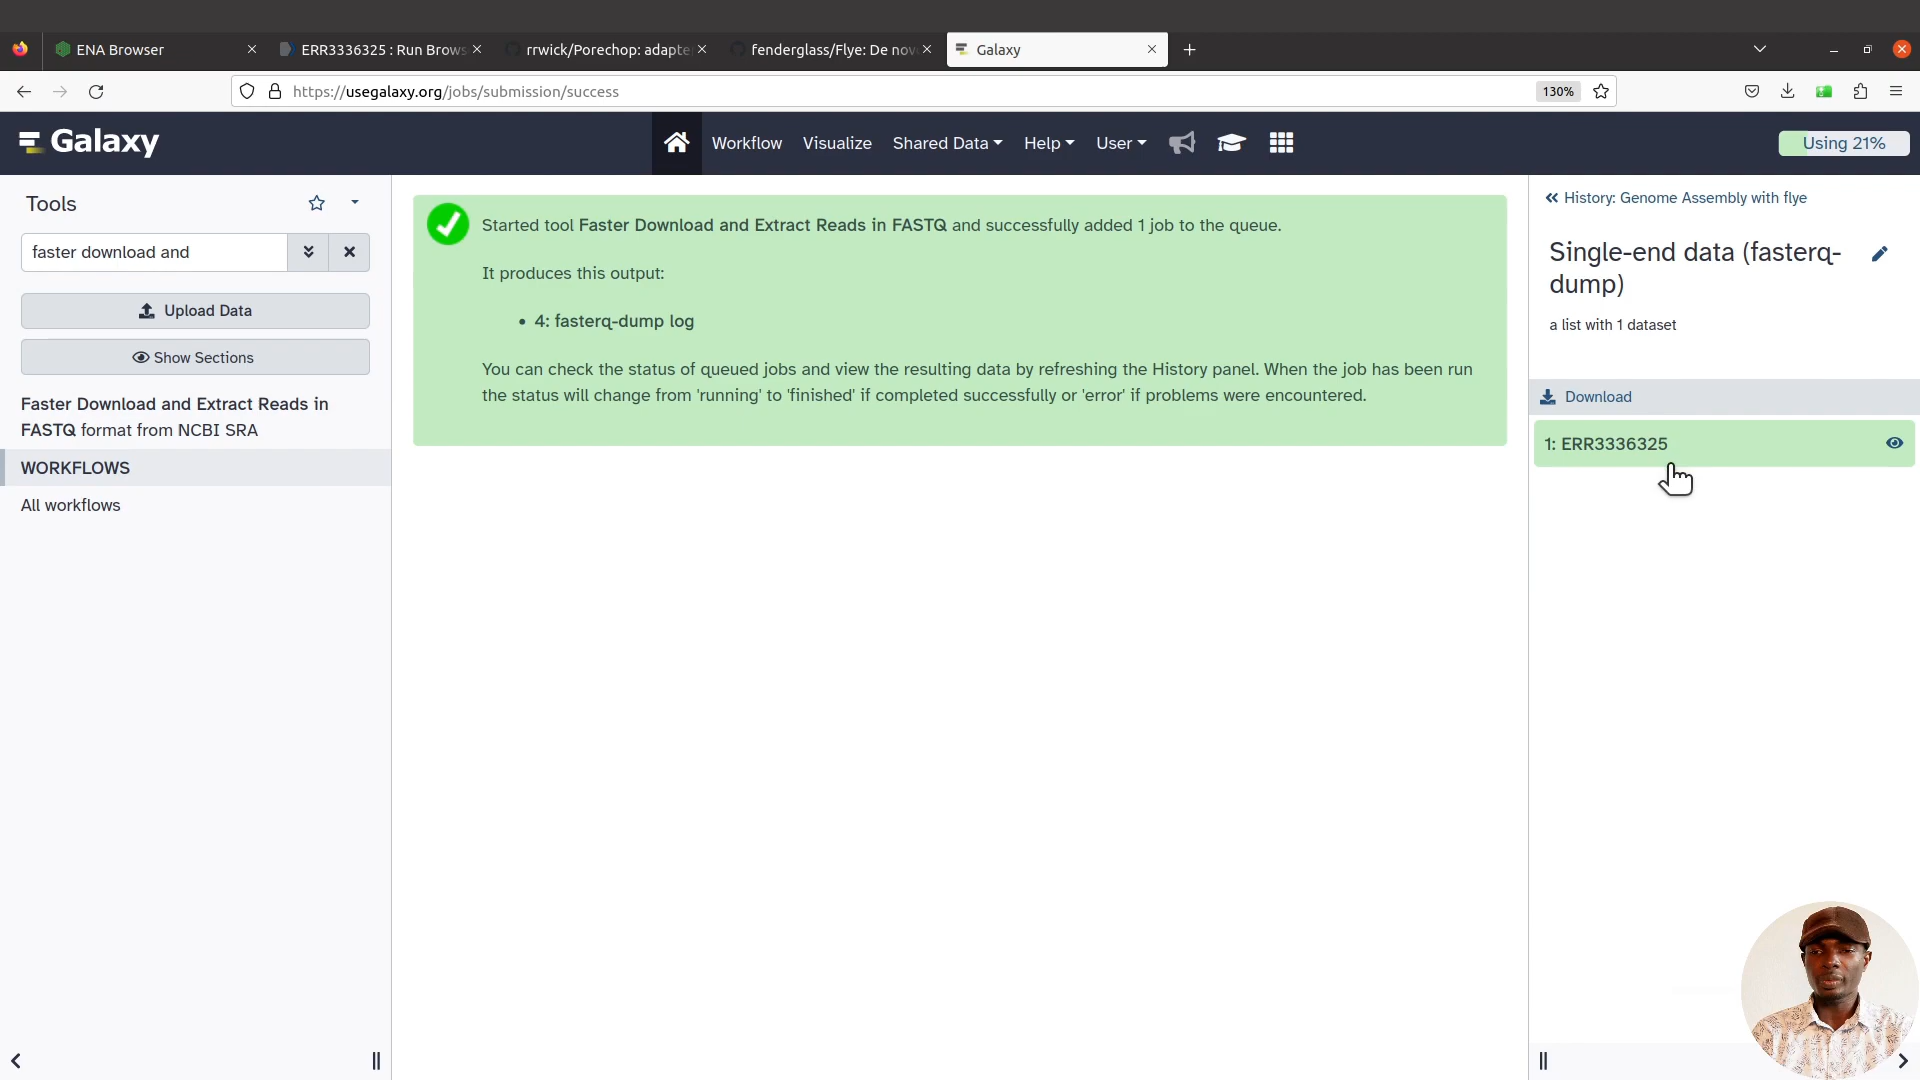 ENA Browser
ERR3336325 : Run Brows
rrwick/Porechop: adapte
fenderglass/Flye: De nov
Galaxy
https://usegalaxy.org/jobs/submission/success
130%
Galaxy
Workflow
Visualize
Shared Data
Help
User
Using 21%
Tools
faster download and
Upload Data
Show Sections
Faster Download and Extract Reads in
FASTQ format from NCBI SRA
WORKFLOWS
All workflows
Started tool Faster Download and Extract Reads in FASTQ and successfully added 1 job to the queue.
It produces this output:
• 4: fasterq-dump log
You can check the status of queued jobs and view the resulting data by refreshing the History panel. When the job has been run
the status will change from 'running' to 'finished' if completed successfully or 'error' if problems were encountered.
History: Genome Assembly with flye
Single-end data (fasterq-
dump)
a list with 1 dataset
Download
1: ERR3336325